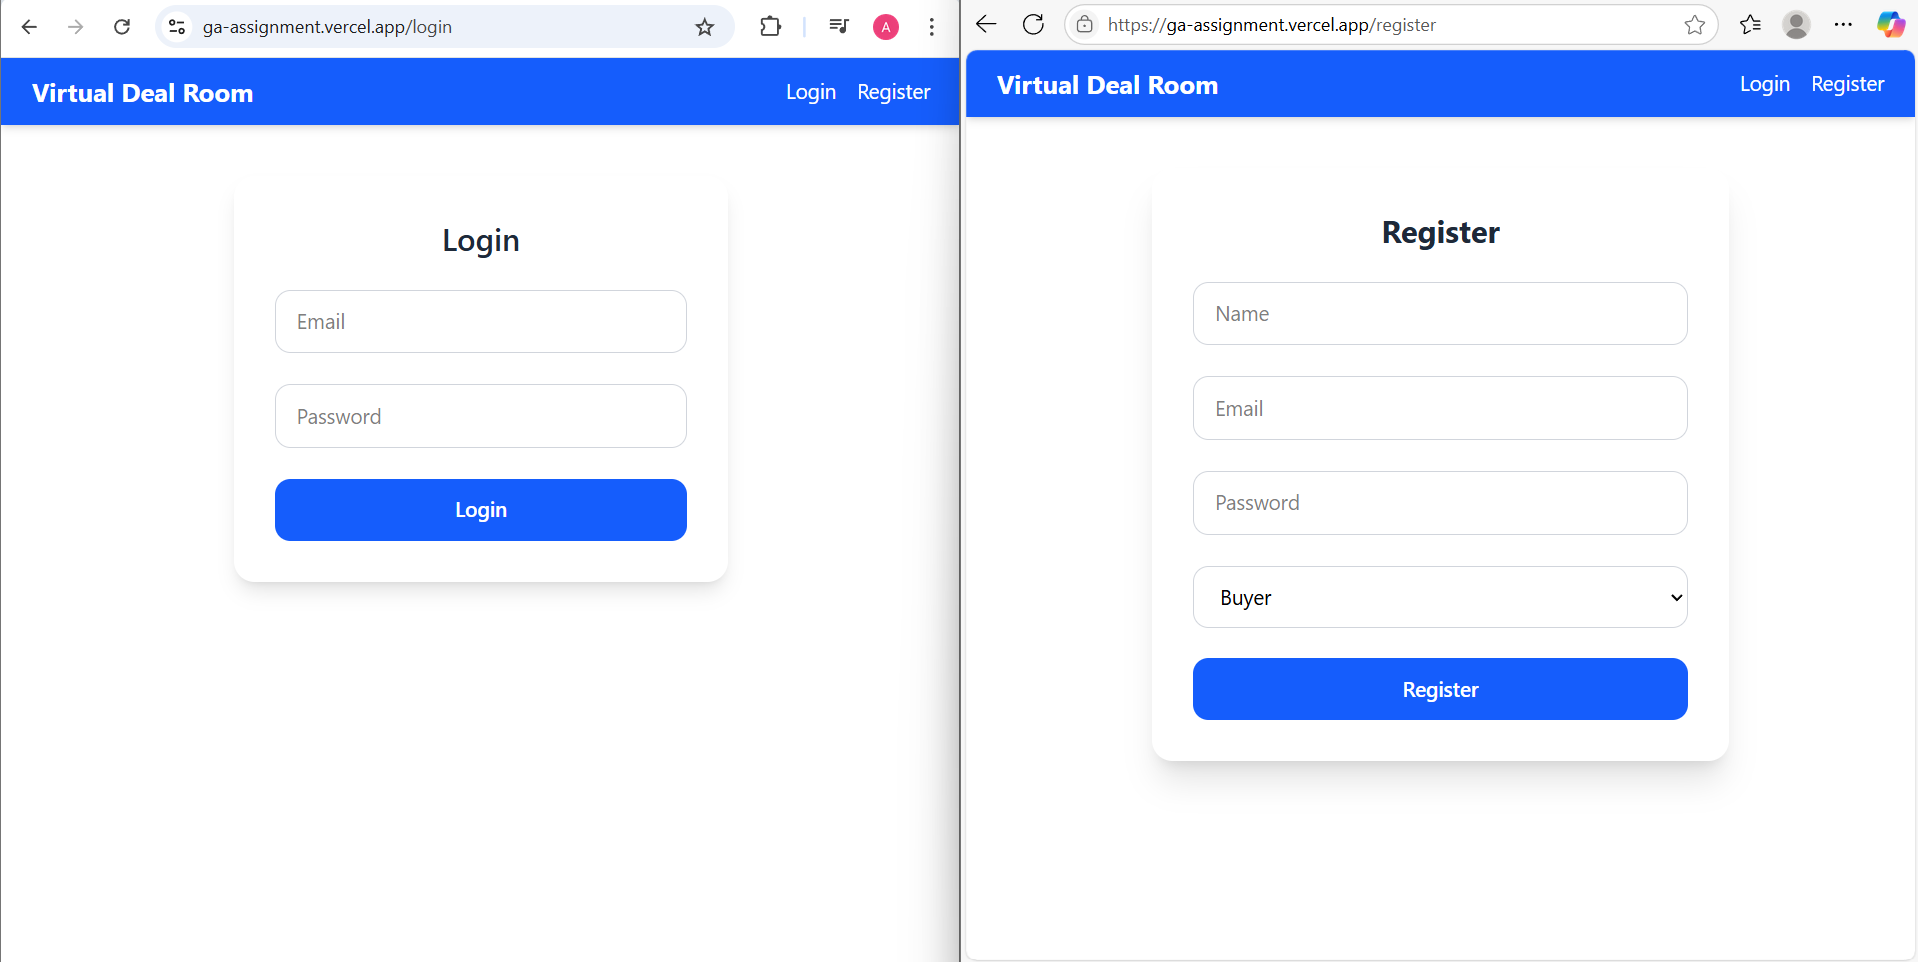 ga-assignment.vercel.app/login
A
Virtual Deal Room
Login Register
Login
Email
Password
Login
https://ga-assignment.vercel.app/register
Virtual Deal Room
Login Register
Register
Name
Email
Password
Buyer
Register